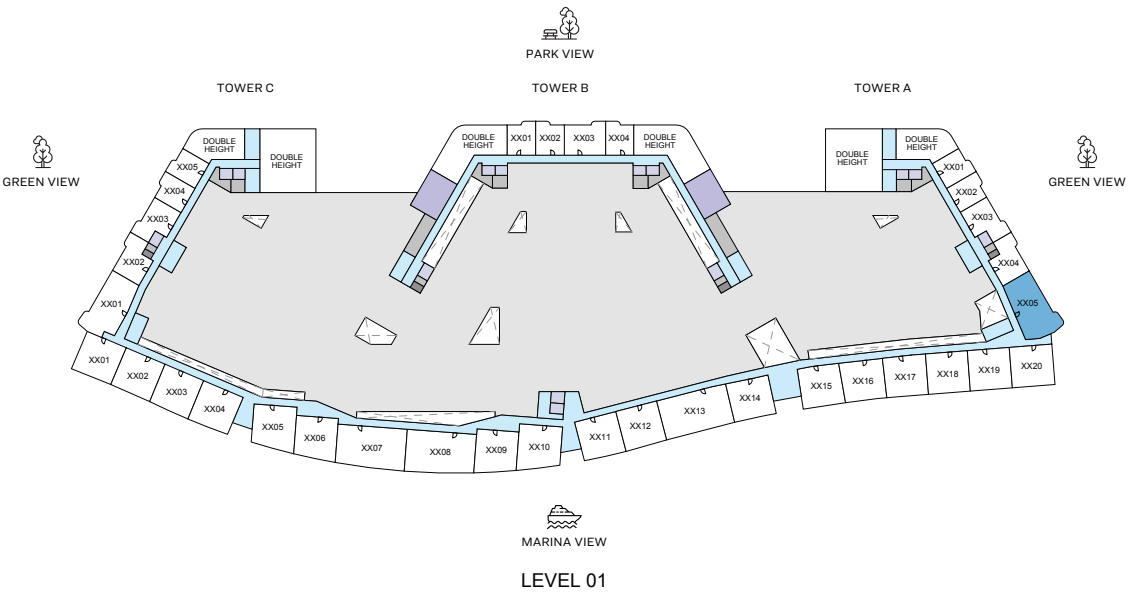 PARK VIEW
TOWER C
TOWER B
TOWER A
GREEN VIEW
GREEN VIEW
DOUBLE
HEIGHT
DOUBLE
HEIGHT
XX05
XX04
XX03
XX02
XX01
DOUBLE
HEIGHT
XX01
XX02
XX03
XX04
DOUBLE
HEIGHT
DOUBLE
HEIGHT
DOUBLE
HEIGHT
XX01
XX02
XX03
XX04
XX05
XX01
XX02
XX03
XX04
XX05
XX06
XX07
XX08
XX09
XX10
XX11
XX12
XX13
XX14
XX15
XX16
XX17
XX18
XX19
XX20
MARINA VIEW
LEVEL 01